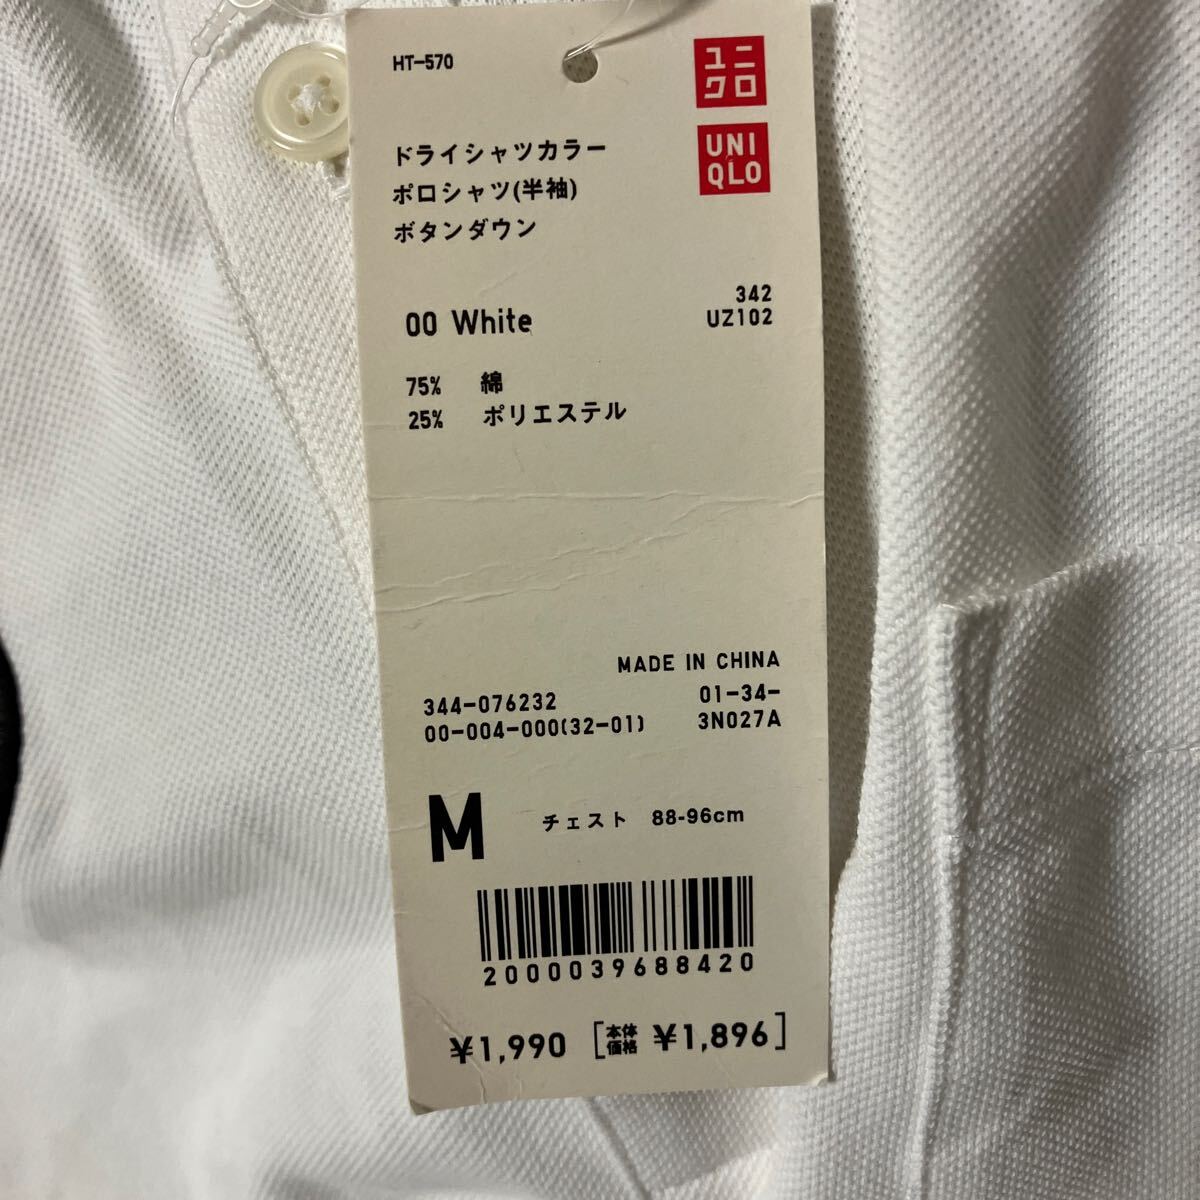 HT-570
ユニ
クロ
UNI
QLO
ドライシャツカラー
ポロシャツ(半袖)
ボタンダウン
342
00 White UZ102
75% 綿
25% ポリエステル
MADE IN CHINA
344-076232 01-34-
00-004-000(32-01) 3N027A
M チェスト 88-96cm
2000039688420
¥1,990 [本体価格 ¥1,896]